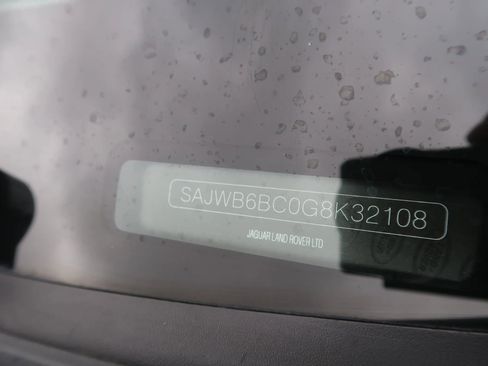 SAJWB6BC0G8K32108
JAGUAR LAND ROVER LTD